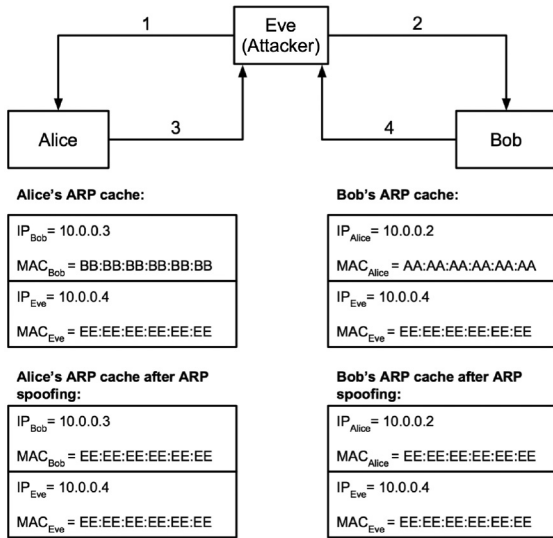 1
Eve
(Attacker)
2
Alice
3
4
Bob
Alice's ARP cache:
IP_Bob= 10.0.0.3
MAC_Bob = BB:BB:BB:BB:BB:BB
IP_Eve= 10.0.0.4
MAC_Eve = EE:EE:EE:EE:EE:EE
Bob's ARP cache:
IP_Alice= 10.0.0.2
MAC_Alice = AA:AA:AA:AA:AA:AA
IP_Eve= 10.0.0.4
MAC_Eve = EE:EE:EE:EE:EE:EE
Alice's ARP cache after ARP
spoofing:
IP_Bob= 10.0.0.3
MAC_Bob = EE:EE:EE:EE:EE:EE
IP_Eve= 10.0.0.4
MAC_Eve = EE:EE:EE:EE:EE:EE
Bob's ARP cache after ARP
spoofing:
IP_Alice= 10.0.0.2
MAC_Alice = EE:EE:EE:EE:EE:EE
IP_Eve= 10.0.0.4
MAC_Eve = EE:EE:EE:EE:EE:EE